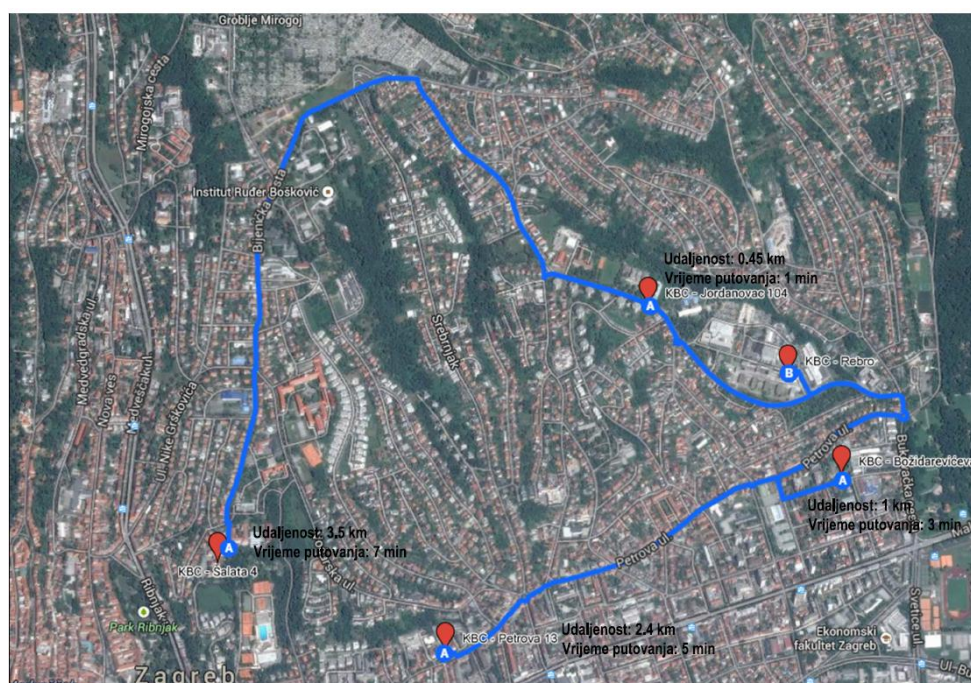 Groblje Mirogoj
Mirogojska cesta
Institut Ruđer Bošković
Bijenička cesta
Udaljenost: 0.45 km
Vrijeme putovanja: 1 min
KBC - Jordanovac 104
A
Medvedgradska ul.
Nova Ves
Medveščak ul.
Srebrnjak
KBC - Rebro
B
Ul. Nike Grškovića
Petrova ul.
KBC - Božidarevićeva
A
Udaljenost: 1 km
Vrijeme putovanja: 3 min
Udaljenost: 3.5 km
Vrijeme putovanja: 7 min
A
KBC - Šalata 4
Petrova ul.
Ribnjak
Park Ribnjak
KBC - Petrova 13
A
Udaljenost: 2.4 km
Vrijeme putovanja: 5 min
Ekonomski
fakultet Zagreb
Svetice ul.
Zagreb